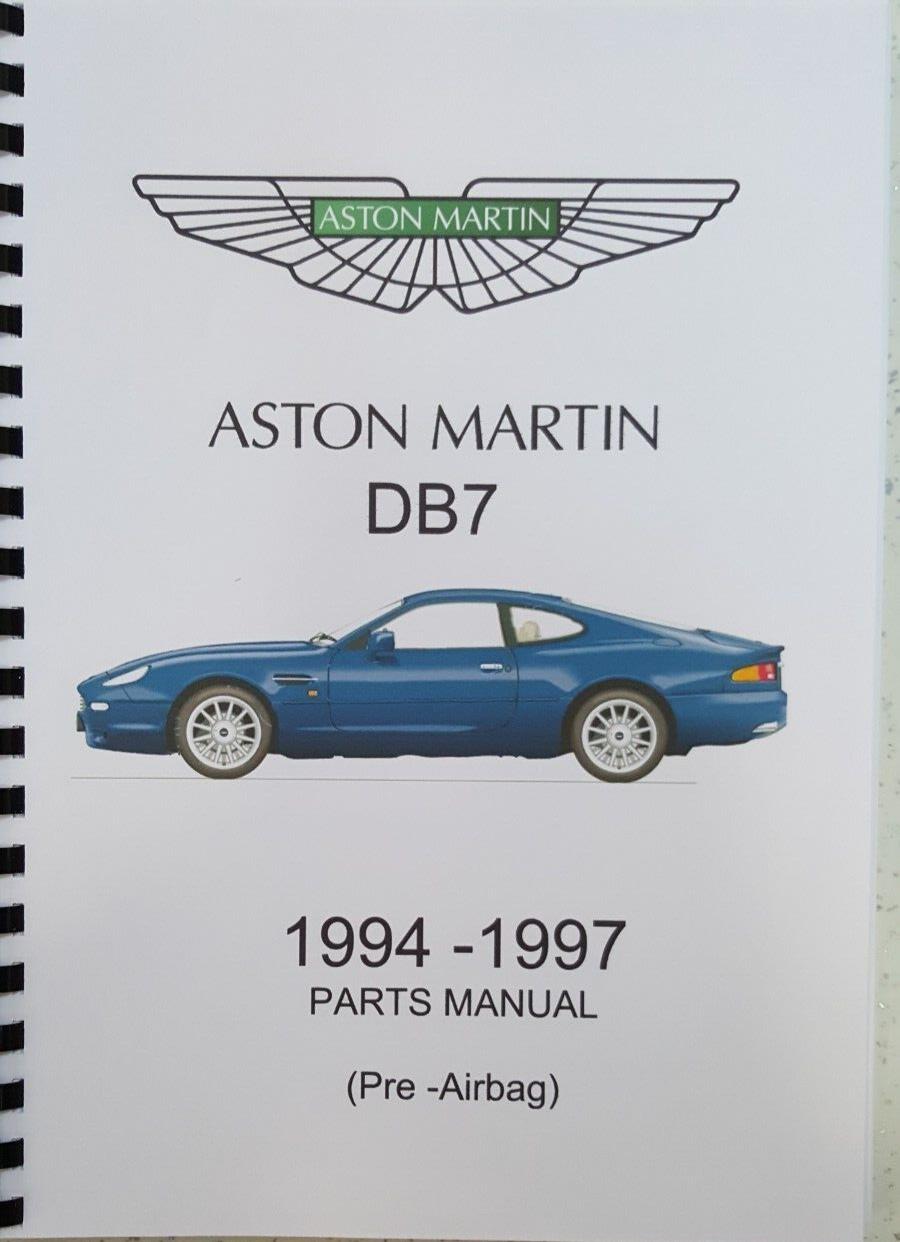 ASTON MARTIN
ASTON MARTIN
DB7
1994 -1997
PARTS MANUAL
(Pre -Airbag)